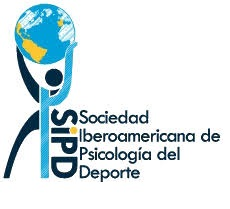 SiPD
Sociedad
Iberoamericana de
Psicología del
Deporte